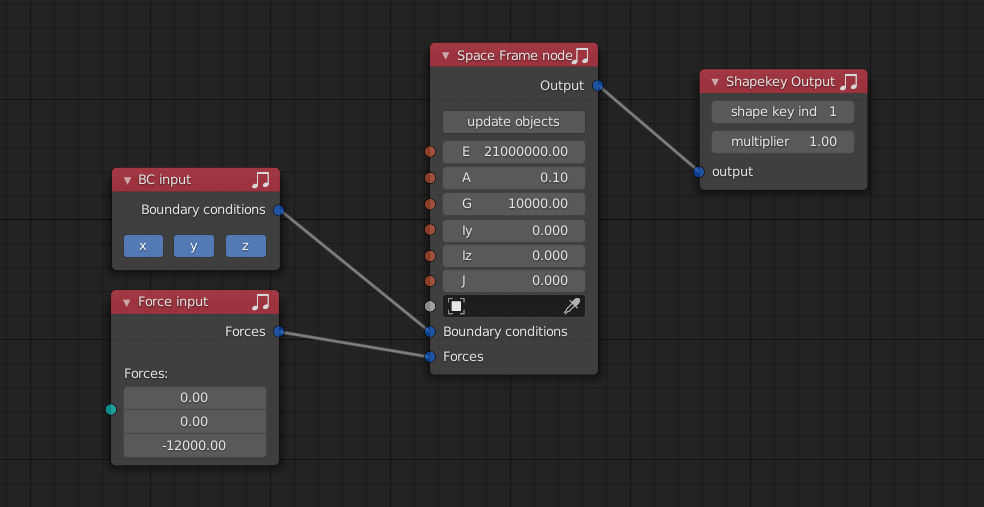 BC input
Boundary conditions
x y z
Force input
Forces
Forces:
0.00
0.00
-12000.00
Space Frame node
Output
update objects
E 21000000.00
A 0.10
G 10000.00
Iy 0.000
Iz 0.000
J 0.000
Boundary conditions
Forces
Shapekey Output
shape key ind 1
multiplier 1.00
output